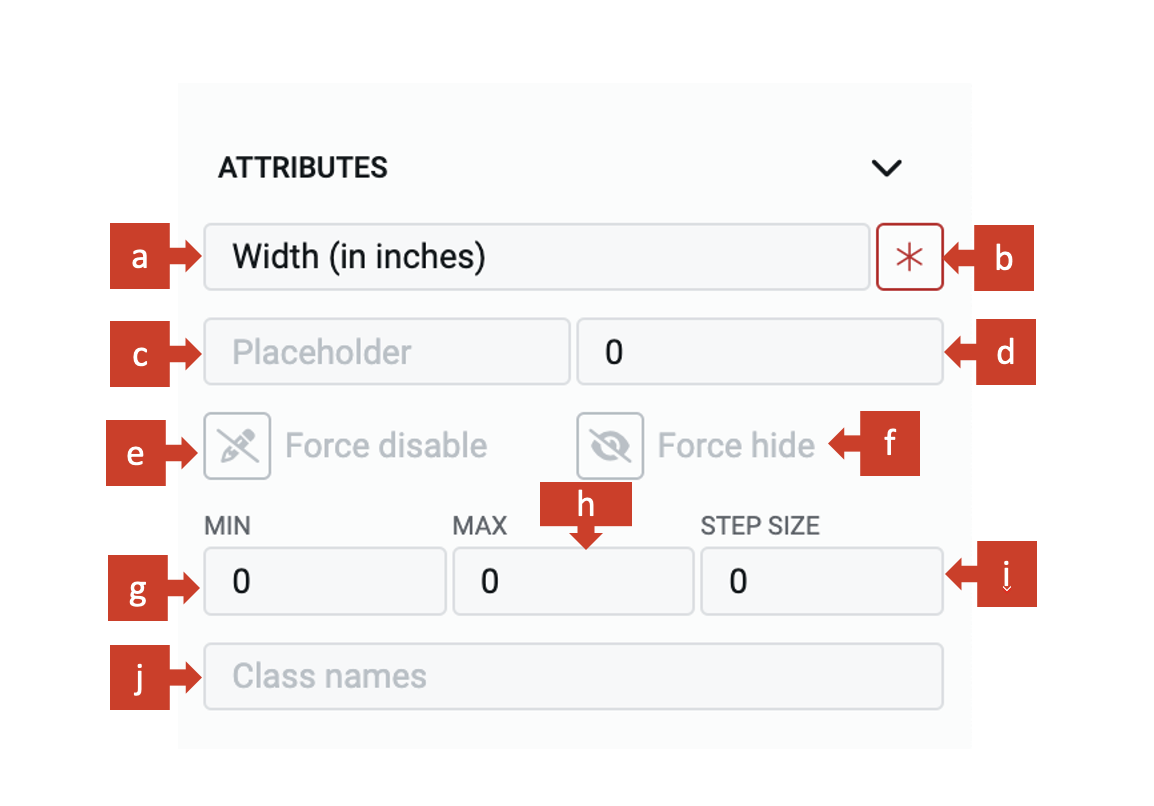 ATTRIBUTES
a Width (in inches) * b
c Placeholder 0 d
e Force disable Force hide f
h
MIN MAX STEP SIZE
g 0 0 0 i
j Class names